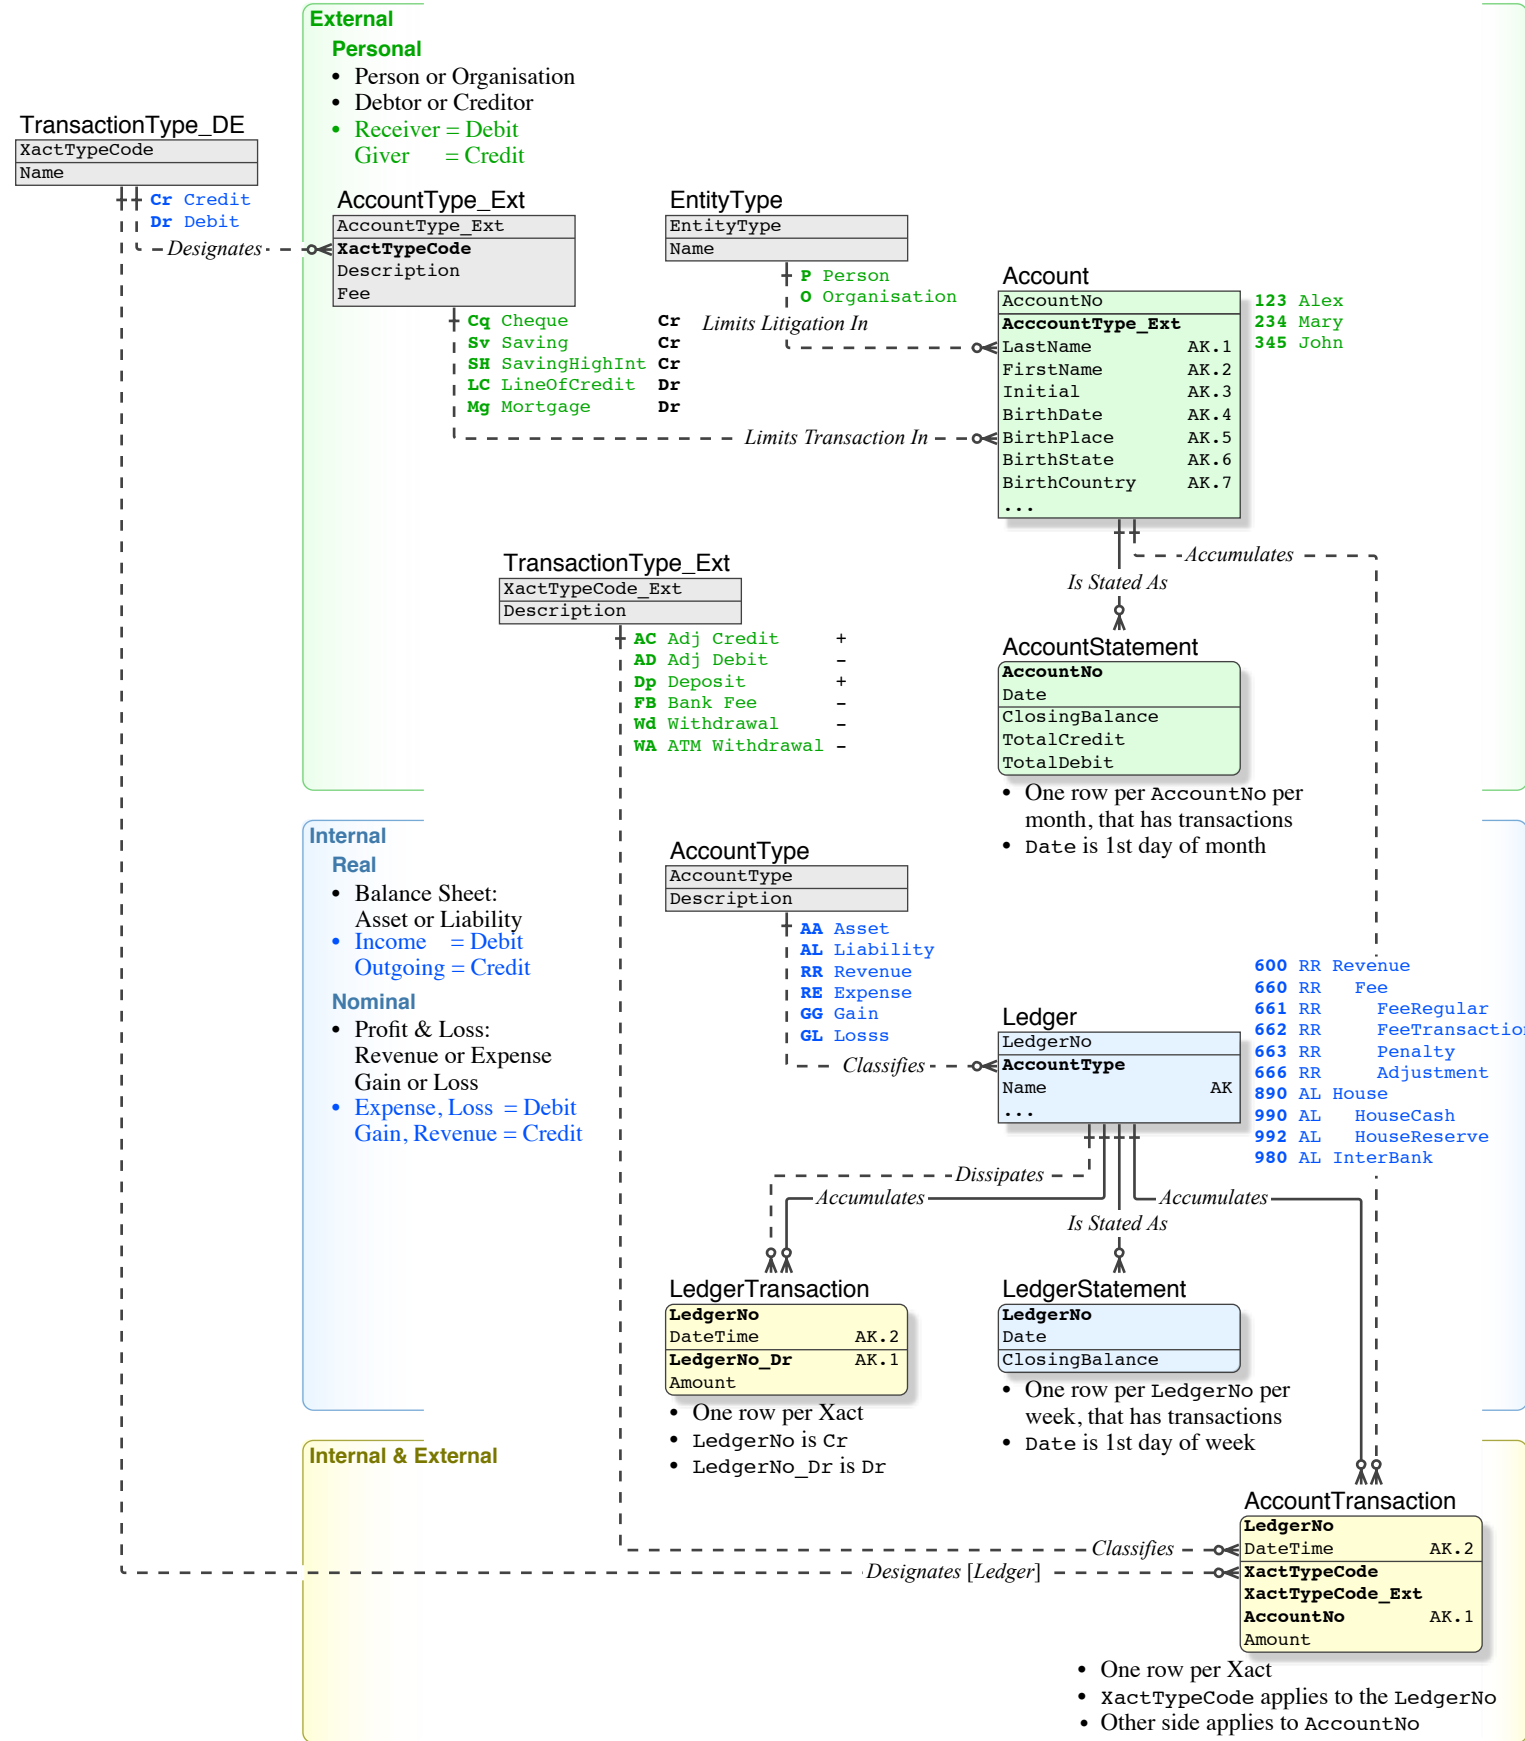 External
Personal
• Person or Organisation
• Debtor or Creditor
• Receiver = Debit
Giver = Credit
TransactionType_DE
XactTypeCode
Name
Cr Credit
Dr Debit
Designates
AccountType_Ext
AccountType_Ext
XactTypeCode
Description
Fee
Cq Cheque Cr
Sv Saving Cr
SH SavingHighInt Cr
LC LineOfCredit Dr
Mg Mortgage Dr
EntityType
EntityType
Name
P Person
O Organisation
Limits Litigation In
Limits Transaction In
Account
AccountNo
AcccountType_Ext
LastName AK.1
FirstName AK.2
Initial AK.3
BirthDate AK.4
BirthPlace AK.5
BirthState AK.6
BirthCountry AK.7
...
123 Alex
234 Mary
345 John
Accumulates
Is Stated As
TransactionType_Ext
XactTypeCode_Ext
Description
AC Adj Credit +
AD Adj Debit –
Dp Deposit +
FB Bank Fee –
Wd Withdrawal –
WA ATM Withdrawal –
AccountStatement
AccountNo
Date
ClosingBalance
TotalCredit
TotalDebit
• One row per AccountNo per
month, that has transactions
• Date is 1st day of month
Internal
Real
• Balance Sheet:
Asset or Liability
• Income = Debit
Outgoing = Credit
Nominal
• Profit & Loss:
Revenue or Expense
Gain or Loss
• Expense, Loss = Debit
Gain, Revenue = Credit
AccountType
AccountType
Description
AA Asset
AL Liability
RR Revenue
RE Expense
GG Gain
GL Losss
Classifies
Ledger
LedgerNo
AccountType
Name AK
...
600 RR Revenue
660 RR Fee
661 RR FeeRegular
662 RR FeeTransaction
663 RR Penalty
666 RR Adjustment
890 AL House
990 AL HouseCash
992 AL HouseReserve
980 AL InterBank
Dissipates
Accumulates
Accumulates
Is Stated As
LedgerTransaction
LedgerNo
DateTime AK.2
LedgerNo_Dr AK.1
Amount
• One row per Xact
• LedgerNo is Cr
• LedgerNo_Dr is Dr
LedgerStatement
LedgerNo
Date
ClosingBalance
• One row per LedgerNo per
week, that has transactions
• Date is 1st day of week
Internal & External
Classifies
Designates [Ledger]
AccountTransaction
LedgerNo
DateTime AK.2
XactTypeCode
XactTypeCode_Ext
AccountNo AK.1
Amount
• One row per Xact
• XactTypeCode applies to the LedgerNo
• Other side applies to AccountNo